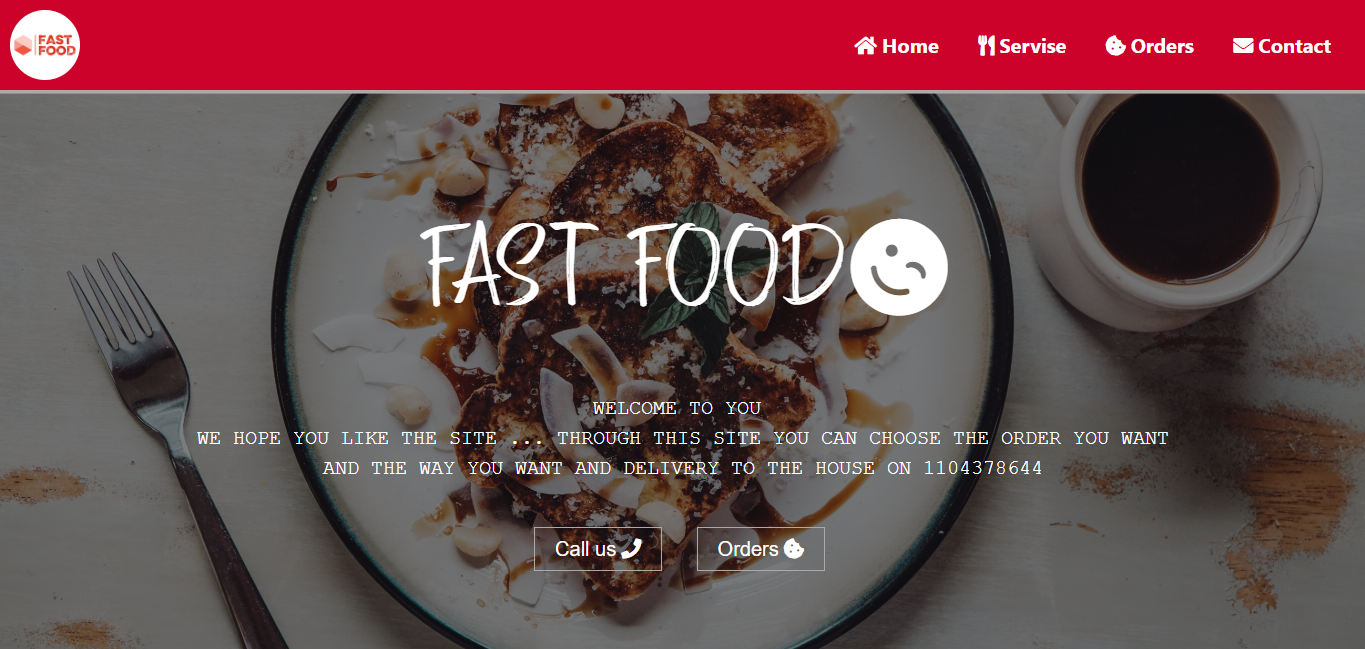 FAST
FOOD
Home
Servise
Orders
Contact
FAST FOOD
WELCOME TO YOU
WE HOPE YOU LIKE THE SITE ... THROUGH THIS SITE YOU CAN CHOOSE THE ORDER YOU WANT
AND THE WAY YOU WANT AND DELIVERY TO THE HOUSE ON 1104378644
Call us
Orders